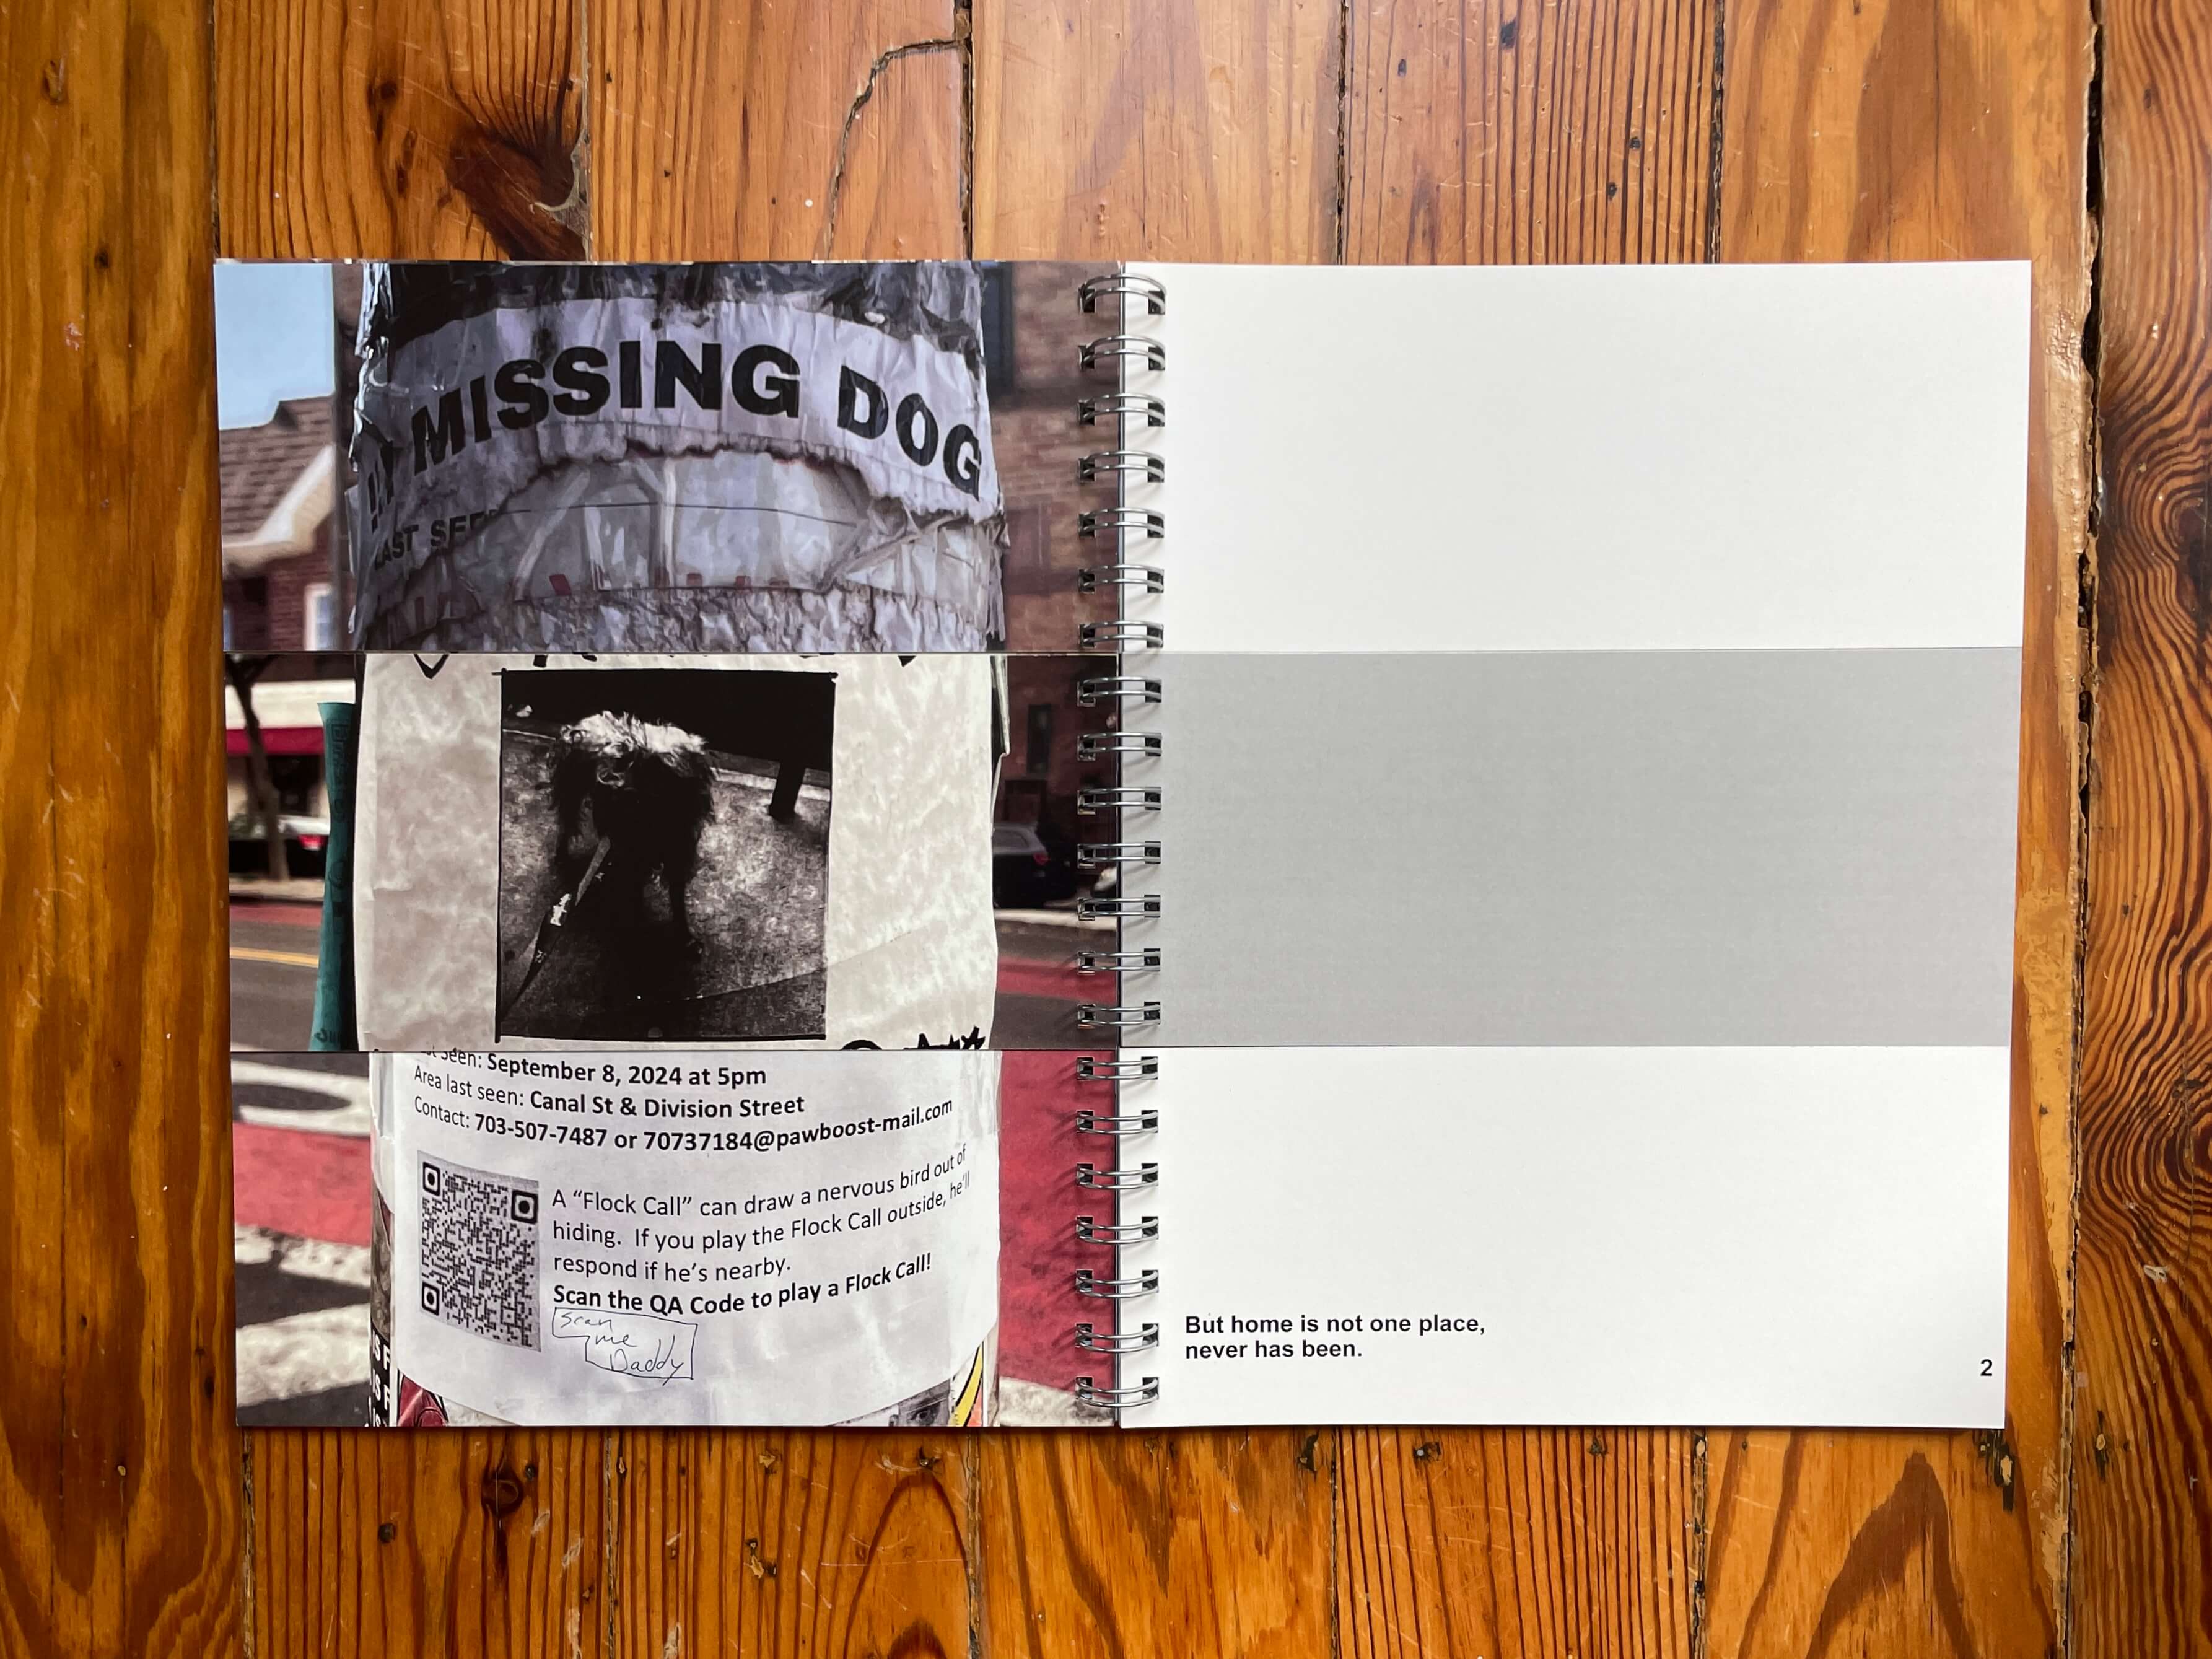 MISSING DOG
LAST SEE
Seen: September 8, 2024 at 5pm
Area last seen: Canal St & Division Street
Contact: 703-507-7487 or 70737184@pawboost-mail.com
A “Flock Call” can draw a nervous bird out of
hiding. If you play the Flock Call outside, he'll
respond if he's nearby.
Scan the QA Code to play a Flock Call!
Scan
me
Daddy
But home is not one place,
never has been.
2